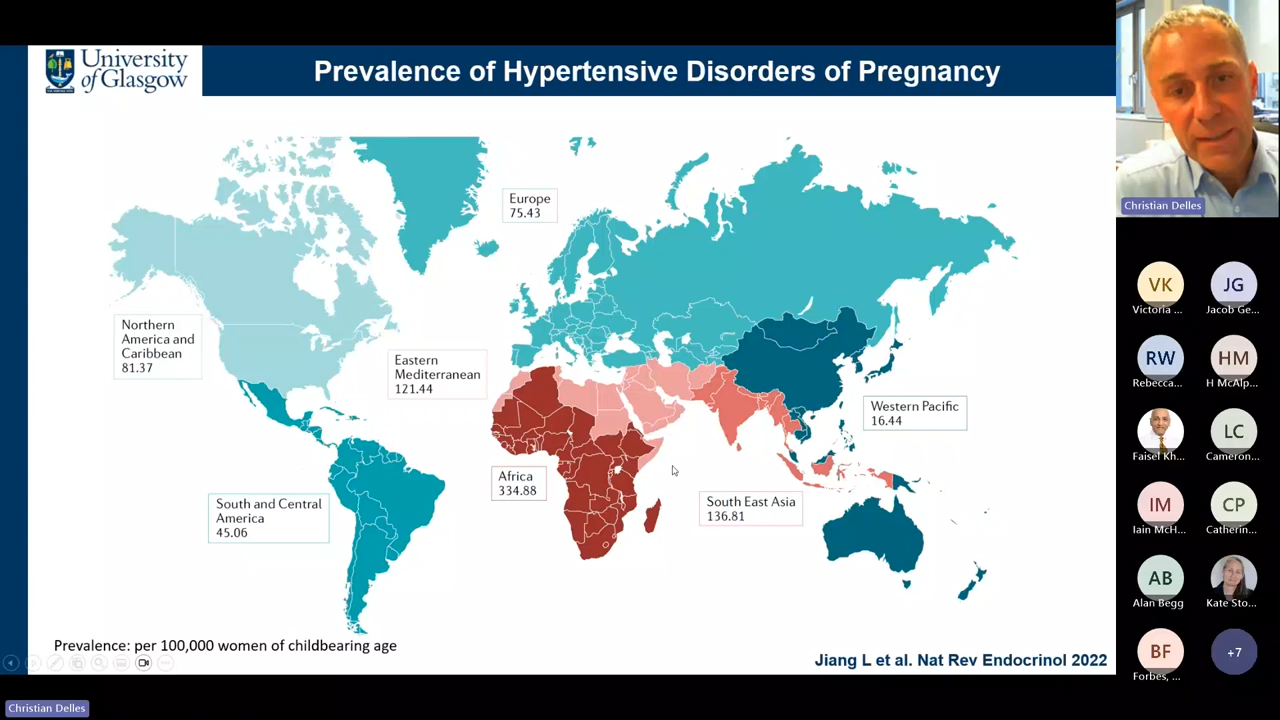 University
of Glasgow
Prevalence of Hypertensive Disorders of Pregnancy
Europe
75.43
Northern
America and
Caribbean
81.37
Eastern
Mediterranean
121.44
Western Pacific
16.44
Africa
334.88
South East Asia
136.81
South and Central
America
45.06
Prevalence: per 100,000 women of childbearing age
Jiang L et al. Nat Rev Endocrinol 2022
Christian Delles
Christian Delles
VK
Victoria ...
JG
Jacob Ge...
RW
Rebecca...
HM
H McAlp...
Faisel Kh...
LC
Cameron...
IM
Iain McH...
CP
Catherin...
AB
Alan Begg
Kate Sto...
BF
Forbes, ...
+7